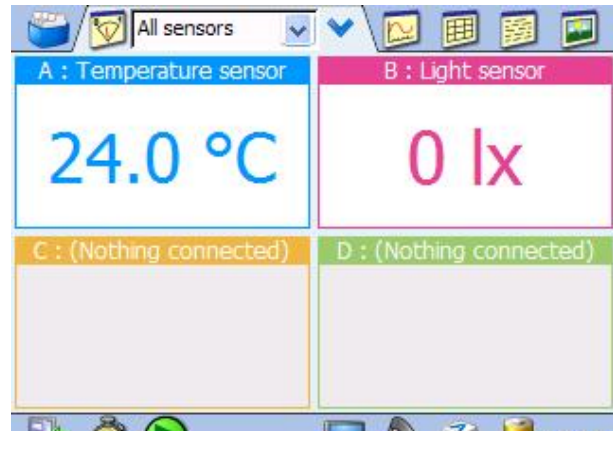 All sensors
A : Temperature sensor
B : Light sensor
24.0 °C
0 lx
C : (Nothing connected)
D : (Nothing connected)